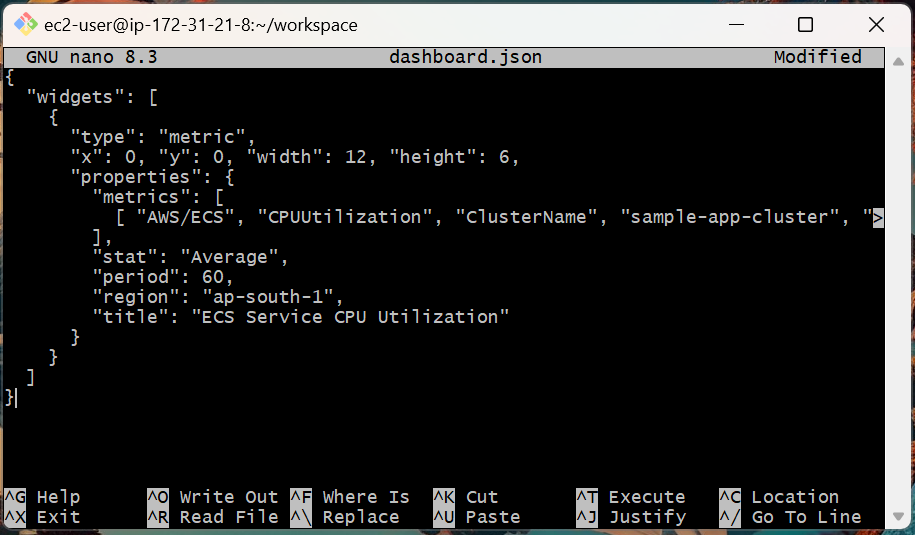 ec2-user@ip-172-31-21-8:~/workspace
GNU nano 8.3 dashboard.json Modified
{
  "widgets": [
    {
      "type": "metric",
      "x": 0, "y": 0, "width": 12, "height": 6,
      "properties": {
        "metrics": [
          [ "AWS/ECS", "CPUUtilization", "ClusterName", "sample-app-cluster", ">
        ],
        "stat": "Average",
        "period": 60,
        "region": "ap-south-1",
        "title": "ECS Service CPU Utilization"
      }
    }
  ]
}
^G Help ^O Write Out ^F Where Is ^K Cut ^T Execute ^C Location
^X Exit ^R Read File ^\ Replace ^U Paste ^J Justify ^/ Go To Line